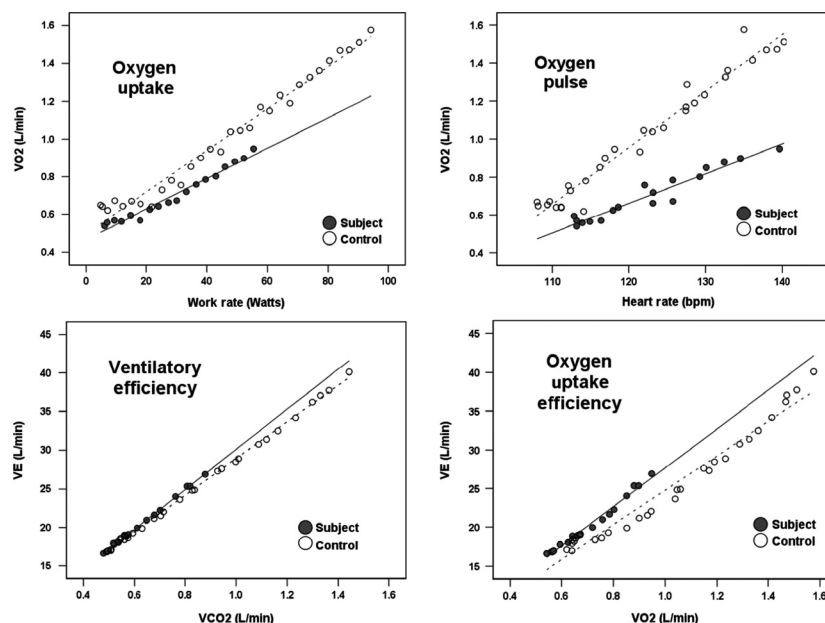 1.6
1.4
1.2
1.0
0.8
0.6
0.4
VO2 (L/min)
Oxygen
uptake
Subject
Control
0
20
40
60
80
100
Work rate (Watts)
1.6
1.4
1.2
1.0
0.8
0.6
0.4
VO2 (L/min)
Oxygen
pulse
Subject
Control
110
120
130
140
Heart rate (bpm)
45
40
35
30
25
20
15
VE (L/min)
Ventilatory
efficiency
Subject
Control
0.4
0.6
0.8
1.0
1.2
1.4
1.6
VCO2 (L/min)
45
40
35
30
25
20
15
VE (L/min)
Oxygen
uptake
efficiency
Subject
Control
0.4
0.6
0.8
1.0
1.2
1.4
1.6
VO2 (L/min)